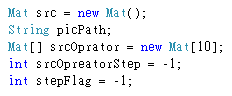 Mat src = new Mat();
String picPath;
Mat[] srcOprator = new Mat[10];
int srcOpreatorStep = -1;
int stepFlag = -1;